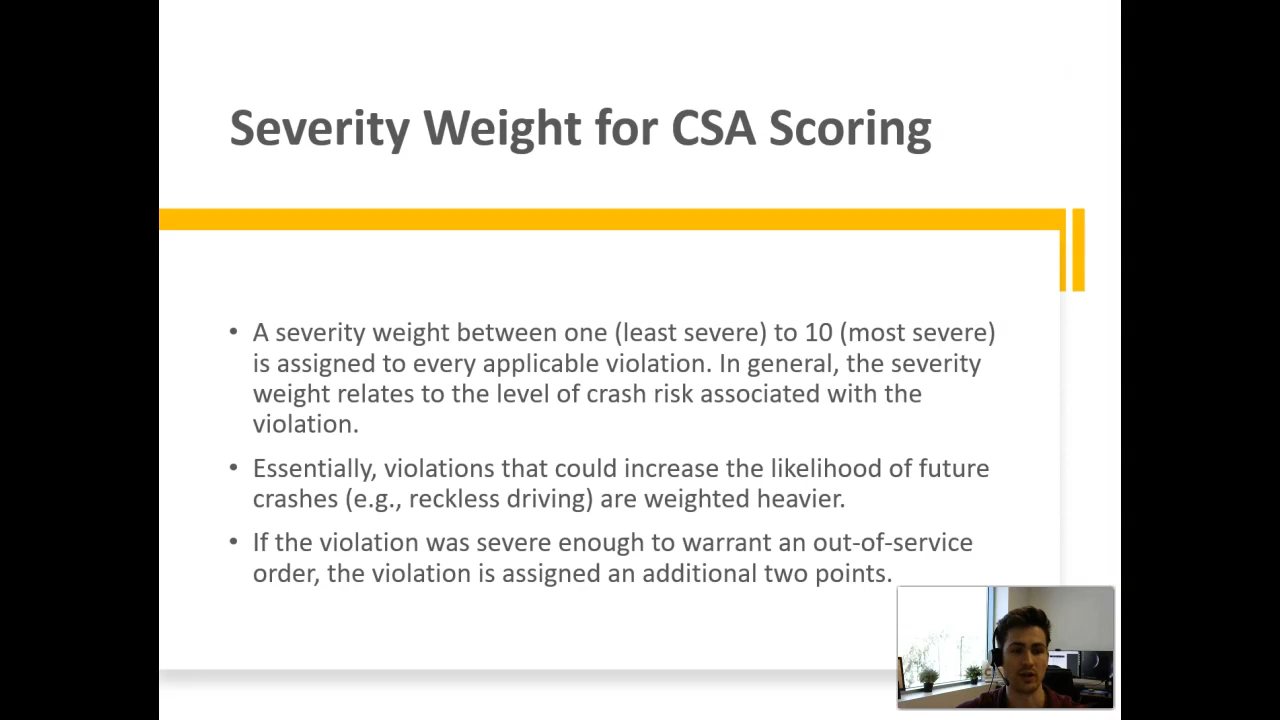 Severity Weight for CSA Scoring
• A severity weight between one (least severe) to 10 (most severe)
is assigned to every applicable violation. In general, the severity
weight relates to the level of crash risk associated with the
violation.
• Essentially, violations that could increase the likelihood of future
crashes (e.g., reckless driving) are weighted heavier.
• If the violation was severe enough to warrant an out-of-service
order, the violation is assigned an additional two points.